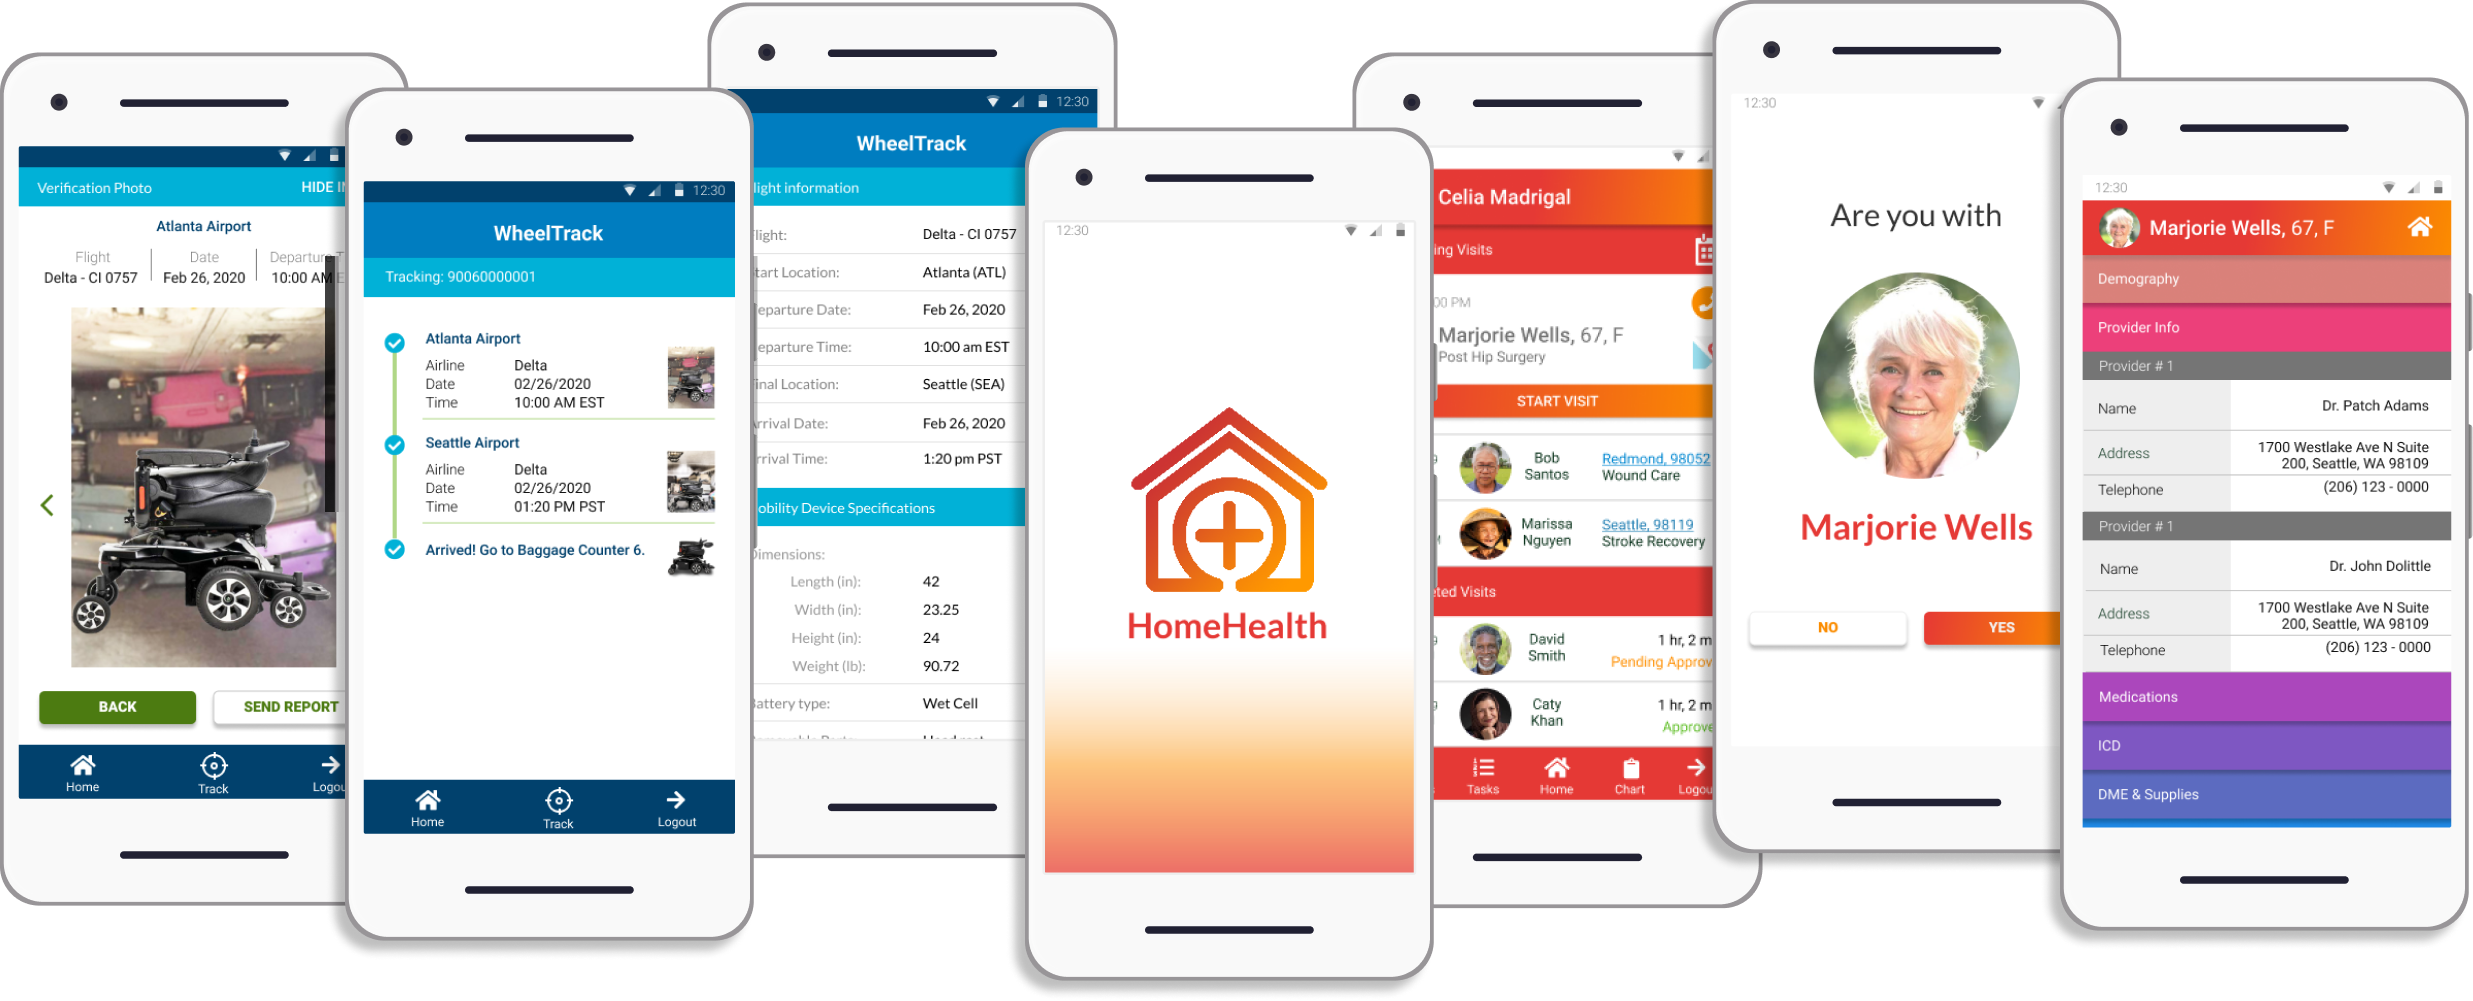 Verification Photo
HIDE
Atlanta Airport
Flight Date Departure
Delta - CI 0757 Feb 26, 2020 10:00 AM
BACK
SEND REPORT
Home Track
12:30
WheelTrack
Tracking: 90060000001
Atlanta Airport
Airline Delta
Date 02/26/2020
Time 10:00 AM EST
Seattle Airport
Airline Delta
Date 02/26/2020
Time 01:20 PM PST
Arrived! Go to Baggage Counter 6.
Home Track Logout
12:30
WheelTrack
light information
light: Delta - CI 0757
tart Location: Atlanta (ATL)
eparture Date: Feb 26, 2020
eparture Time: 10:00 am EST
inal Location: Seattle (SEA)
rrival Date: Feb 26, 2020
rrival Time: 1:20 pm PST
obility Device Specifications
Dimensions:
Length (in): 42
Width (in): 23.25
Height (in): 24
Weight (lb): 90.72
attery type: Wet Cell
12:30
HomeHealth
Celia Madrigal
ing Visits
00 PM
Marjorie Wells, 67, F
Post Hip Surgery
START VISIT
Bob Santos
Redmond, 98052
Wound Care
Marissa Nguyen
Seattle, 98119
Stroke Recovery
ted Visits
David Smith
1 hr, 2 m
Pending Approv
Caty Khan
1 hr, 2 m
Approve
Tasks Home Chart Logou
12:30
Are you with
Marjorie Wells
NO
YES
12:30
Marjorie Wells, 67, F
Demography
Provider Info
Provider # 1
Name Dr. Patch Adams
Address 1700 Westlake Ave N Suite
200, Seattle, WA 98109
Telephone (206) 123 - 0000
Provider # 1
Name Dr. John Dolittle
Address 1700 Westlake Ave N Suite
200, Seattle, WA 98109
Telephone (206) 123 - 0000
Medications
ICD
DME & Supplies